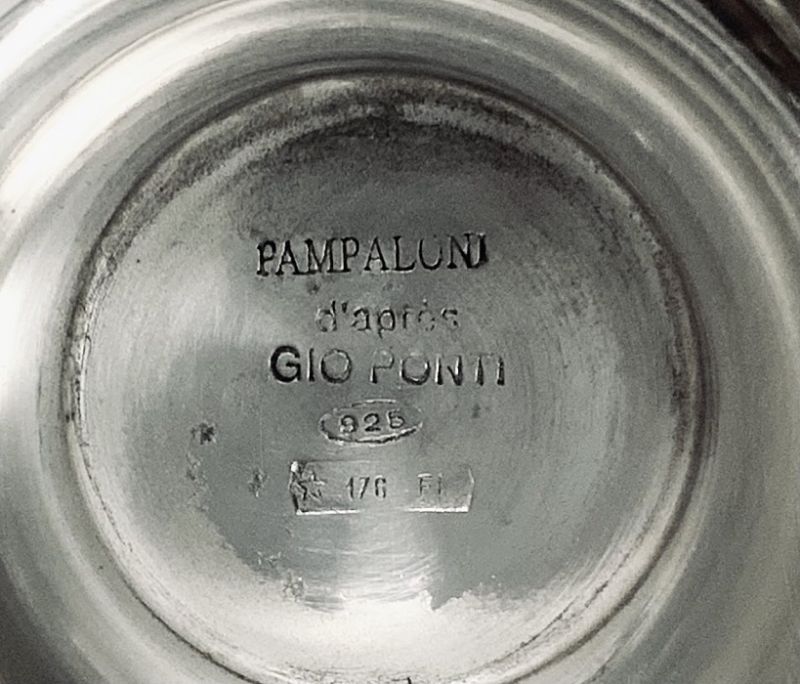 PAMPALONI
d'après
GIO PONTI
925
176 FI